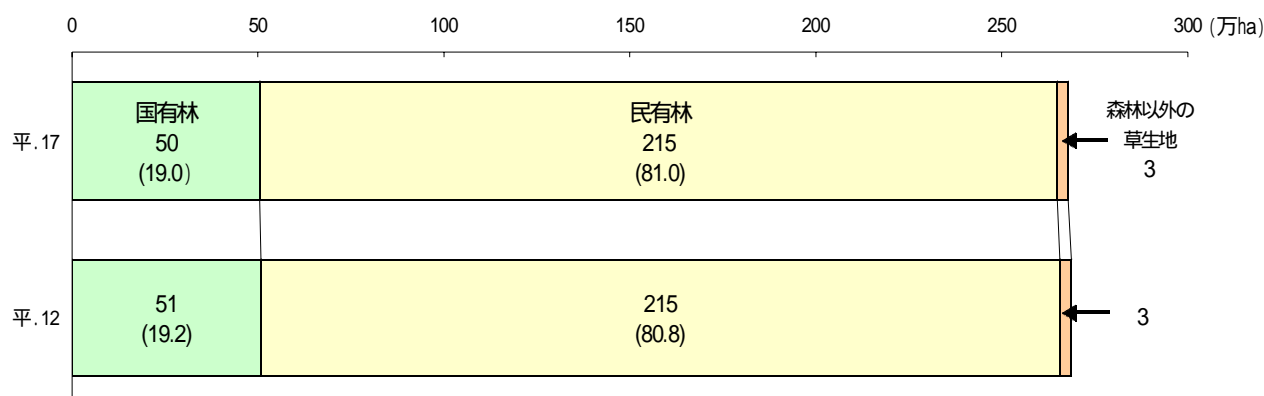 0 50 100 150 200 250 300 (万ha)
国有林 民有林 森林以外の
平.17 50 215 草生地
(19.0) (81.0) 3
51 215
平.12 3
(19.2) (80.8)